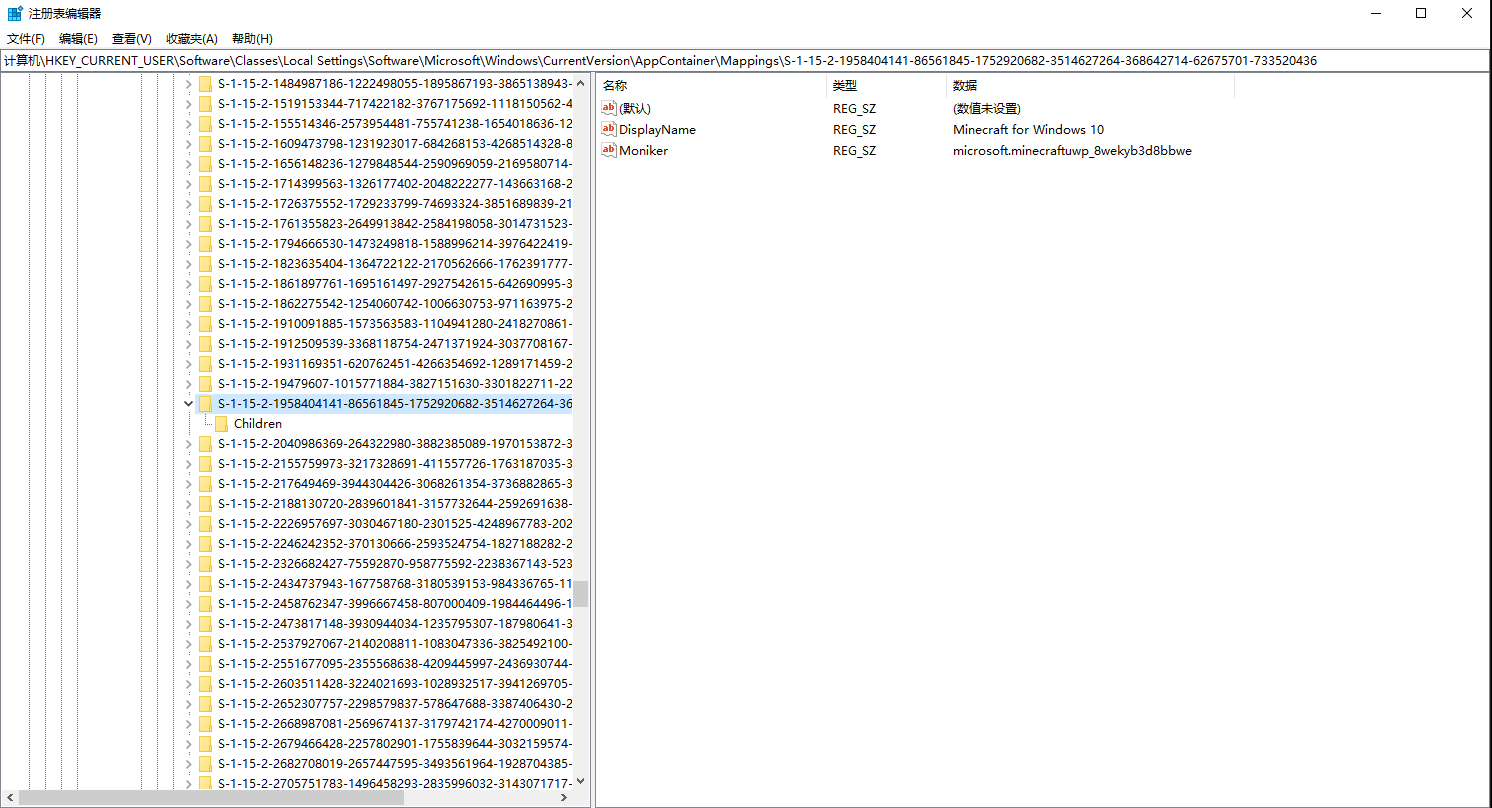 注册表编辑器
文件(F) 编辑(E) 查看(V) 收藏夹(A) 帮助(H)
计算机\HKEY_CURRENT_USER\Software\Classes\Local Settings\Software\Microsoft\Windows\CurrentVersion\AppContainer\Mappings\S-1-15-2-1958404141-86561845-1752920682-3514627264-368642714-62675701-733520436
S-1-15-2-1484987186-1222498055-1895867193-3865138943-
S-1-15-2-1519153344-717422182-3767175692-1118150562-4
S-1-15-2-155514346-2573954481-755741238-1654018636-12
S-1-15-2-1609473798-1231923017-684268153-4268514328-8
S-1-15-2-1656148236-1279848544-2590969059-2169580714-
S-1-15-2-1714399563-1326177402-2048222277-143663168-2
S-1-15-2-1726375552-1729233799-74693324-3851689839-21
S-1-15-2-1761355823-2649913842-2584198058-3014731523-
S-1-15-2-1794666530-1473249818-1588996214-3976422419-
S-1-15-2-1823635404-1364722122-2170562666-1762391777-
S-1-15-2-1861897761-1695161497-2927542615-642690995-3
S-1-15-2-1862275542-1254060742-1006630753-971163975-2
S-1-15-2-1910091885-1573563583-1104941280-2418270861-
S-1-15-2-1912509539-3368118754-2471371924-3037708167-
S-1-15-2-1931169351-620762451-4266354692-1289171459-2
S-1-15-2-19479607-1015771884-3827151630-3301822711-22
S-1-15-2-1958404141-86561845-1752920682-3514627264-36
Children
S-1-15-2-2040986369-264322980-3882385089-1970153872-3
S-1-15-2-2155759973-3217328691-411557726-1763187035-3
S-1-15-2-217649469-3944304426-3068261354-3736882865-3
S-1-15-2-2188130720-2839601841-3157732644-2592691638-
S-1-15-2-2226957697-3030467180-2301525-4248967783-202
S-1-15-2-2246242352-370130666-2593524754-1827188282-2
S-1-15-2-2326682427-75592870-958775592-2238367143-523
S-1-15-2-2434737943-167758768-3180539153-984336765-11
S-1-15-2-2458762347-3996667458-807000409-1984464496-1
S-1-15-2-2473817148-3930944034-1235795307-187980641-3
S-1-15-2-2537927067-2140208811-1083047336-3825492100-
S-1-15-2-2551677095-2355568638-4209445997-2436930744-
S-1-15-2-2603511428-3224021693-1028932517-3941269705-
S-1-15-2-2652307757-2298579837-578647688-3387406430-2
S-1-15-2-2668987081-2569674137-3179742174-4270009011-
S-1-15-2-2679466428-2257802901-1755839644-3032159574-
S-1-15-2-2682708019-2657447595-3493561964-1928704385-
S-1-15-2-2705751783-1496458293-2835996032-3143071717-
名称 类型 数据
(默认) REG_SZ (数值未设置)
DisplayName REG_SZ Minecraft for Windows 10
Moniker REG_SZ microsoft.minecraftuwp_8wekyb3d8bbwe